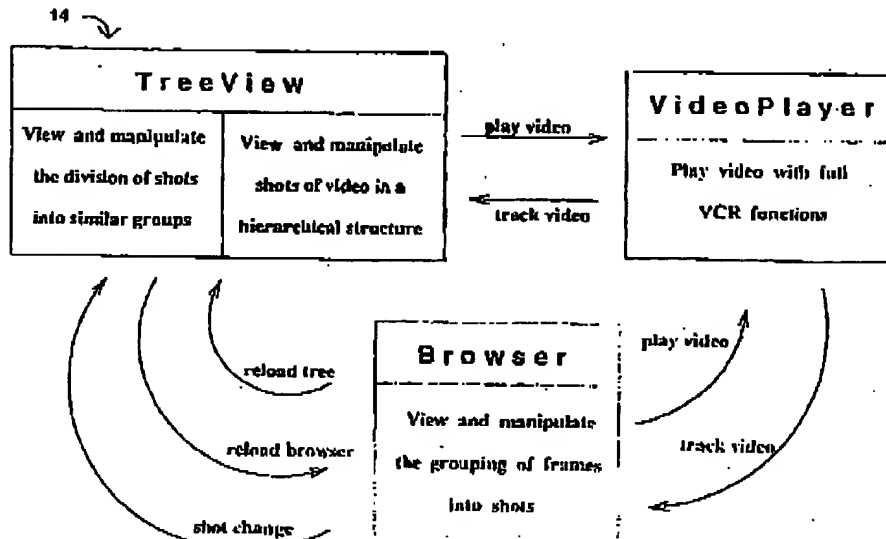 14
TreeView
View and manipulate
the division of shots
into similar groups
View and manipulate
shots of video in a
hierarchical structure
play video
track video
VideoPlayer
Play video with full
VCR functions
reload tree
reload browser
shot change
Browser
View and manipulate
the grouping of frames
into shots
play video
track video